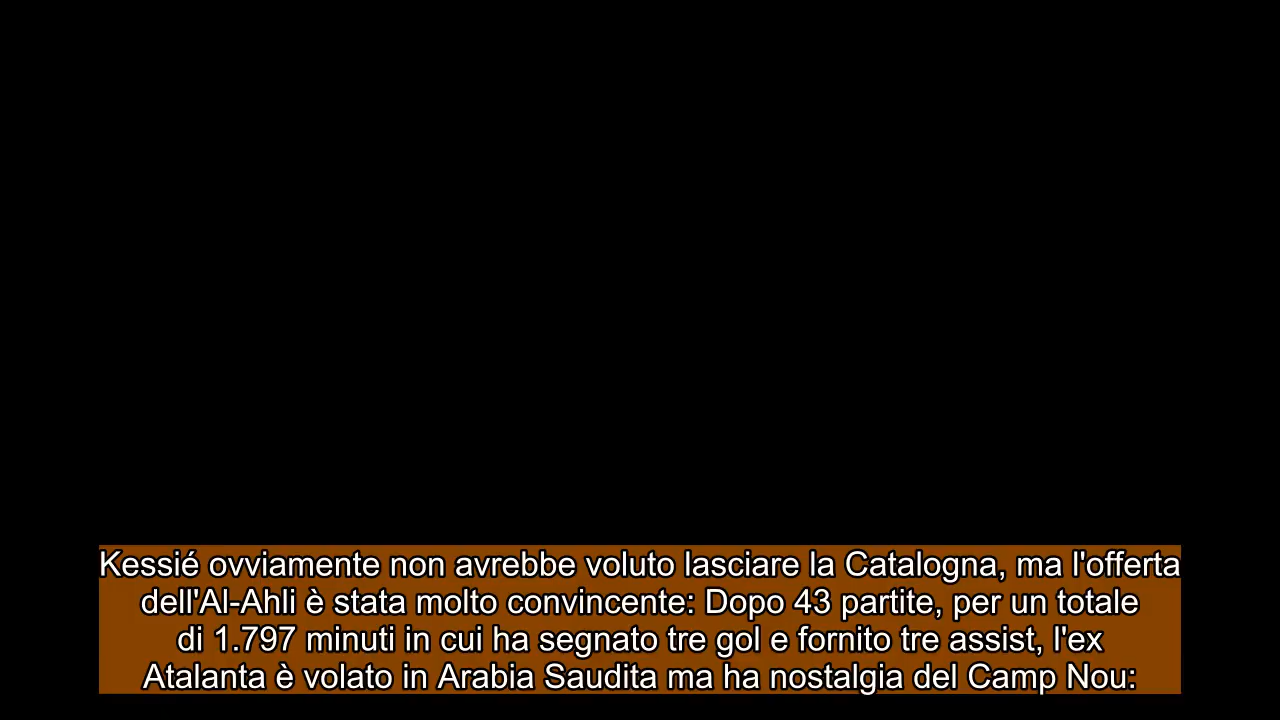 Kessié ovviamente non avrebbe voluto lasciare la Catalogna, ma l'offerta
dell'Al-Ahli è stata molto convincente: Dopo 43 partite, per un totale
di 1.797 minuti in cui ha segnato tre gol e fornito tre assist, l'ex
Atalanta è volato in Arabia Saudita ma ha nostalgia del Camp Nou: